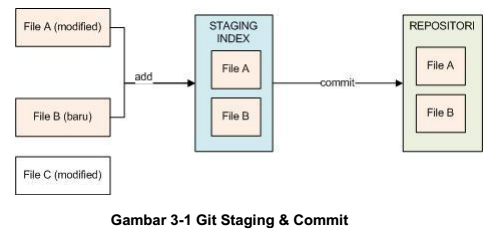 File A (modified)
File B (baru)
File C (modified)
add
STAGING
INDEX
File A
File B
commit
REPOSITORI
File A
File B
Gambar 3-1 Git Staging & Commit